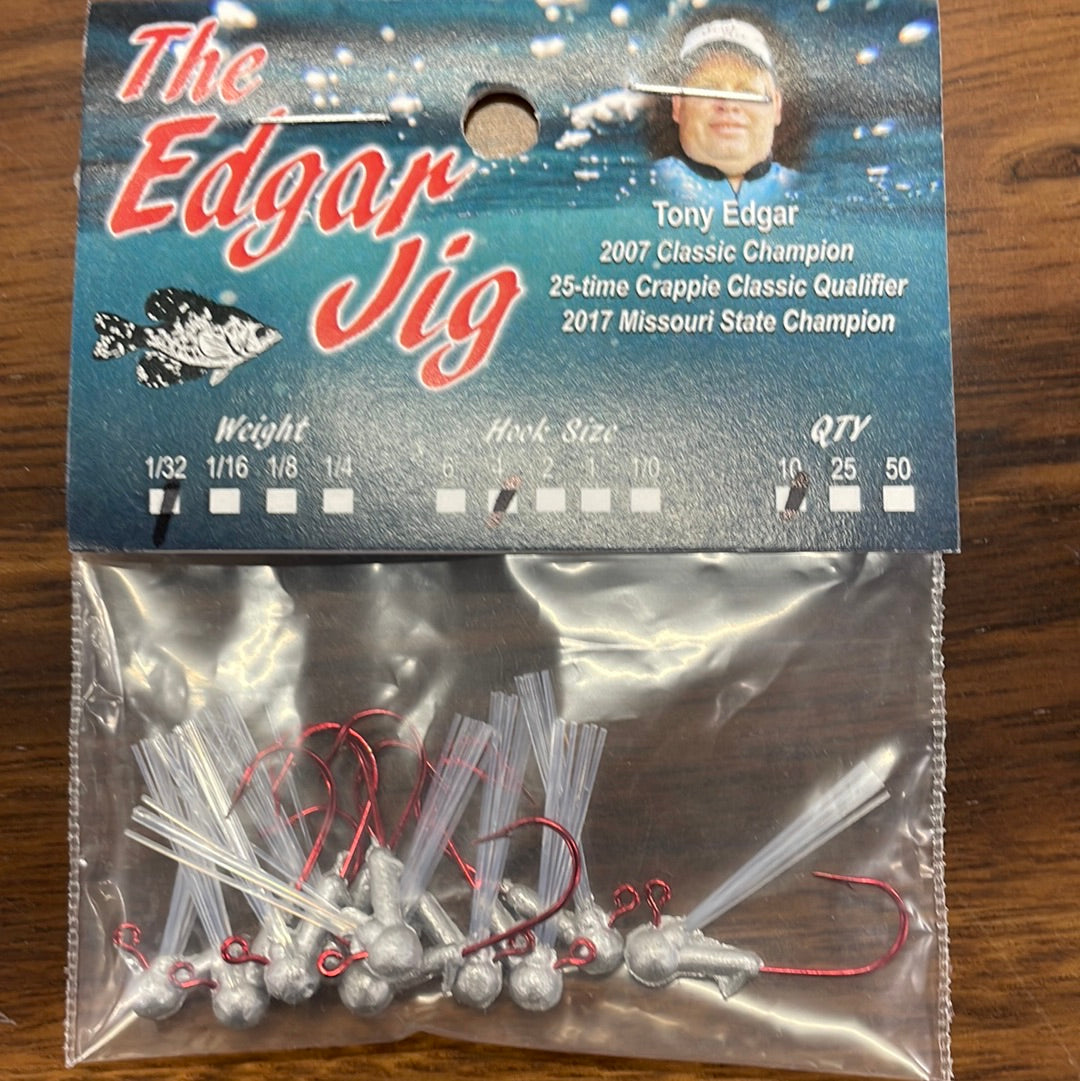 The
Edgar
Jig
Tony Edgar
2007 Classic Champion
25-time Crappie Classic Qualifier
2017 Missouri State Champion
Weight Hook Size QTY
1/32 1/16 1/8 1/4 6 4 2 1 1/0 10 25 50